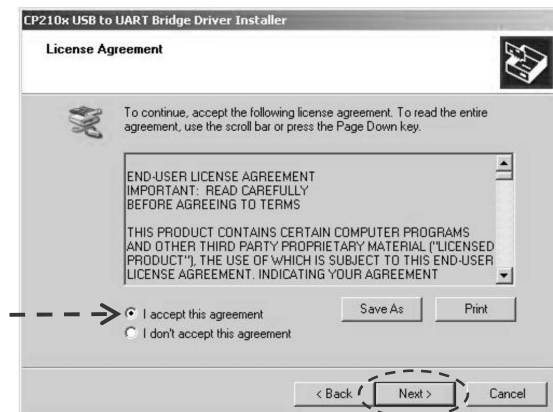 CP210x USB to UART Bridge Driver Installer
License Agreement
To continue, accept the following license agreement. To read the entire
agreement, use the scroll bar or press the Page Down key.
END-USER LICENSE AGREEMENT
IMPORTANT: READ CAREFULLY
BEFORE AGREEING TO TERMS
THIS PRODUCT CONTAINS CERTAIN COMPUTER PROGRAMS
AND OTHER THIRD PARTY PROPRIETARY MATERIAL ("LICENSED
PRODUCT"), THE USE OF WHICH IS SUBJECT TO THIS END-USER
LICENSE AGREEMENT. INDICATING YOUR AGREEMENT
I accept this agreement
Save As
Print
I don't accept this agreement
< Back
Next >
Cancel